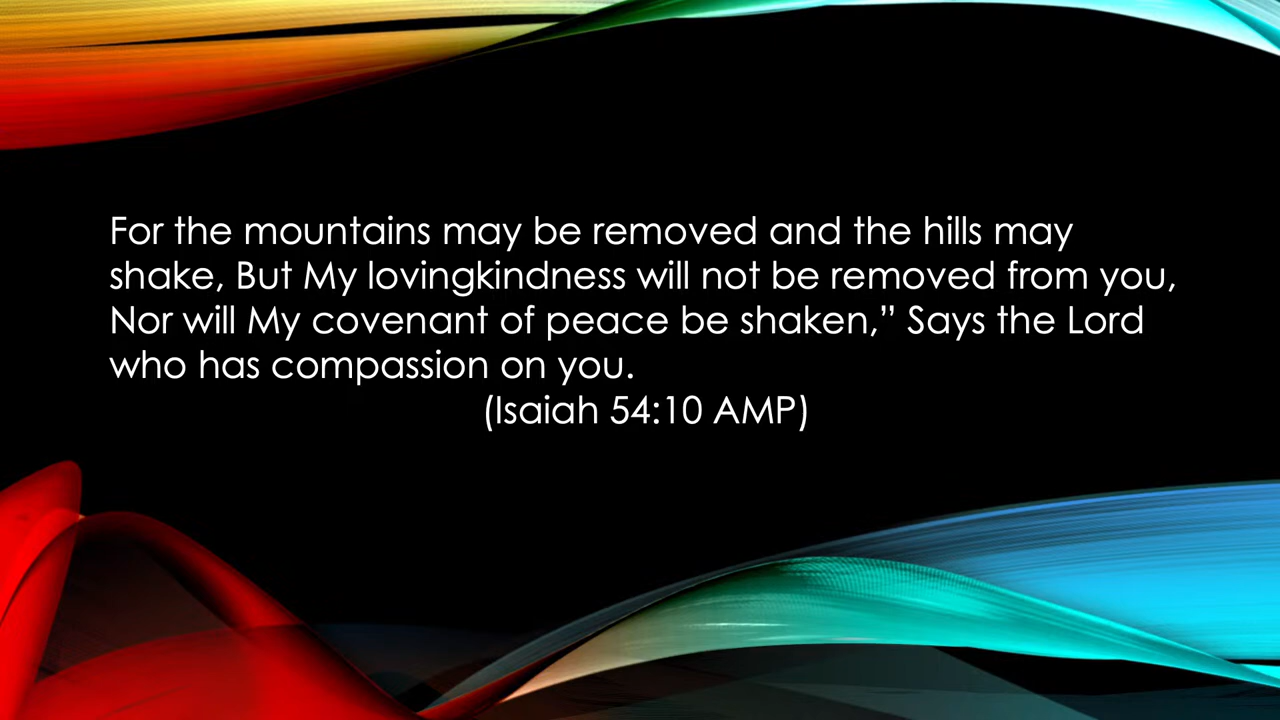 For the mountains may be removed and the hills may
shake, But My lovingkindness will not be removed from you,
Nor will My covenant of peace be shaken,” Says the Lord
who has compassion on you.
(Isaiah 54:10 AMP)